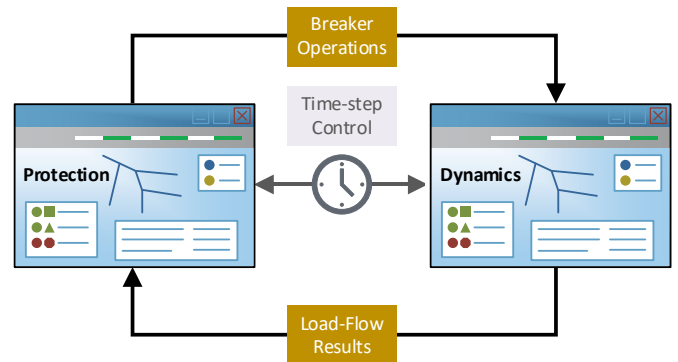 Breaker
Operations
Time-step
Control
Protection
Dynamics
Load-Flow
Results